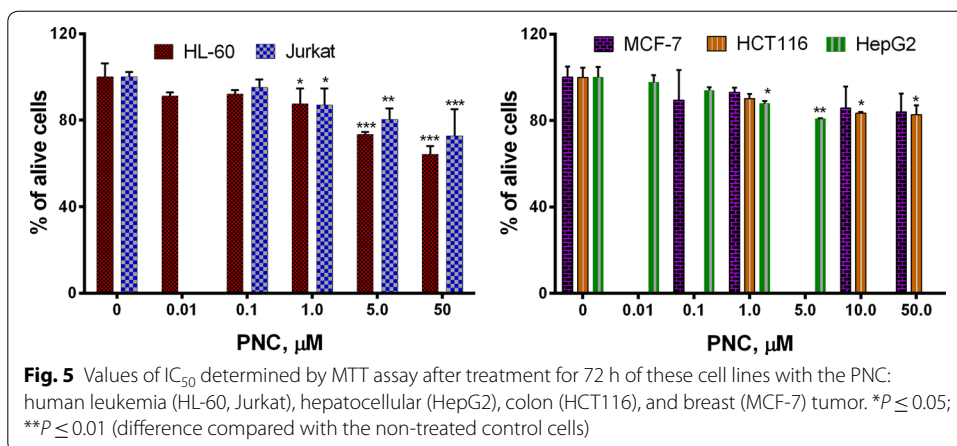 HL-60 Jurkat
% of alive cells
120
80
40
0
* * ** *** *** ***
0 0.01 0.1 1.0 5.0 50
PNC, μM
MCF-7 HCT116 HepG2
% of alive cells
120
80
40
0
* ** * *
0 0.01 0.1 1.0 5.0 10.0 50.0
PNC, μM
Fig. 5 Values of IC50 determined by MTT assay after treatment for 72 h of these cell lines with the PNC:
human leukemia (HL-60, Jurkat), hepatocellular (HepG2), colon (HCT116), and breast (MCF-7) tumor. *P ≤ 0.05;
**P ≤ 0.01 (difference compared with the non-treated control cells)